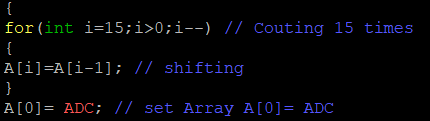 {
for(int i=15;i>0;i--) // Couting 15 times
{
A[i]=A[i-1]; // shifting
}
A[0]= ADC; // set Array A[0]= ADC